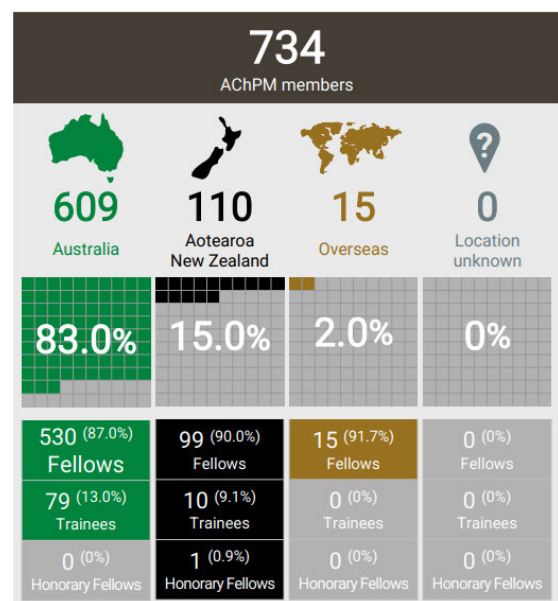 734
AChPM members
?
609 110 15 0
Australia Aotearoa New Zealand Overseas Location unknown
83.0% 15.0% 2.0% 0%
530 (87.0%) 99 (90.0%) 15 (91.7%) 0 (0%)
Fellows Fellows Fellows Fellows
79 (13.0%) 10 (9.1%) 0 (0%) 0 (0%)
Trainees Trainees Trainees Trainees
0 (0%) 1 (0.9%) 0 (0%) 0 (0%)
Honorary Fellows Honorary Fellows Honorary Fellows Honorary Fellows